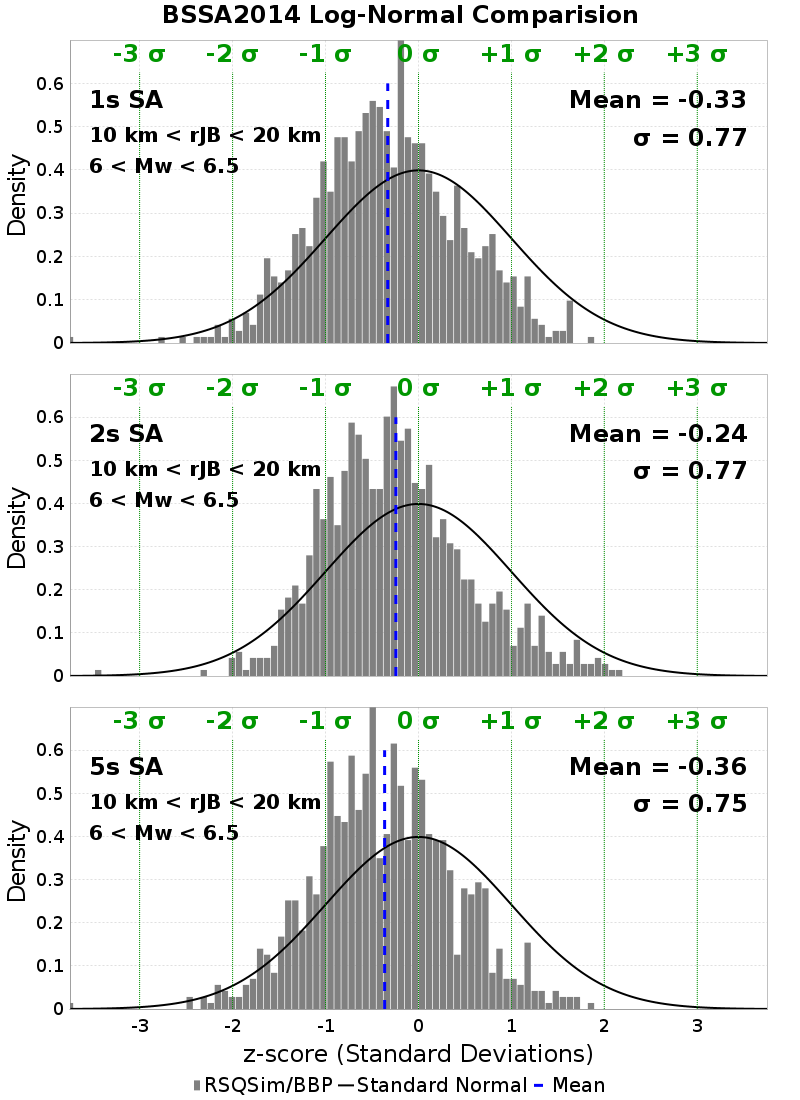 BSSA2014 Log-Normal Comparision
-3 σ -2 σ -1 σ 0 σ +1 σ +2 σ +3 σ
1s SA
Mean = -0.33
10 km < rJB < 20 km
σ = 0.77
6 < Mw < 6.5
0.6
0.5
0.4
0.3
0.2
0.1
0
Density
-3 σ -2 σ -1 σ 0 σ +1 σ +2 σ +3 σ
2s SA
Mean = -0.24
10 km < rJB < 20 km
σ = 0.77
6 < Mw < 6.5
0.6
0.5
0.4
0.3
0.2
0.1
0
Density
-3 σ -2 σ -1 σ 0 σ +1 σ +2 σ +3 σ
5s SA
Mean = -0.36
10 km < rJB < 20 km
σ = 0.75
6 < Mw < 6.5
0.6
0.5
0.4
0.3
0.2
0.1
0
Density
-3 -2 -1 0 1 2 3
z-score (Standard Deviations)
RSQSim/BBP Standard Normal Mean